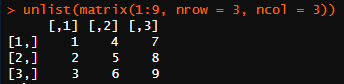 > unlist(matrix(1:9, nrow = 3, ncol = 3))
     [,1] [,2] [,3]
[1,]    1    4    7
[2,]    2    5    8
[3,]    3    6    9